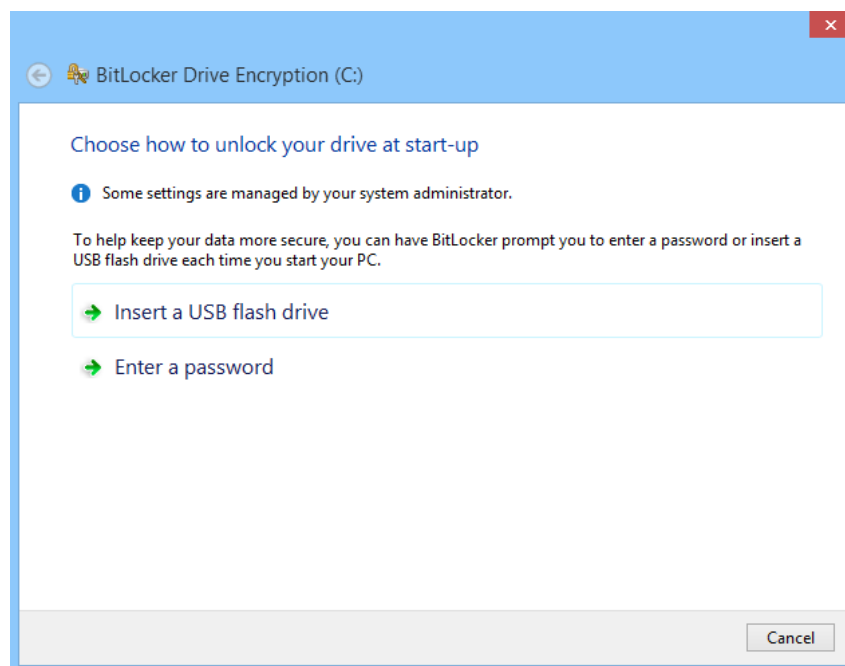 BitLocker Drive Encryption (C:)
Choose how to unlock your drive at start-up
Some settings are managed by your system administrator.
To help keep your data more secure, you can have BitLocker prompt you to enter a password or insert a
USB flash drive each time you start your PC.
Insert a USB flash drive
Enter a password
Cancel